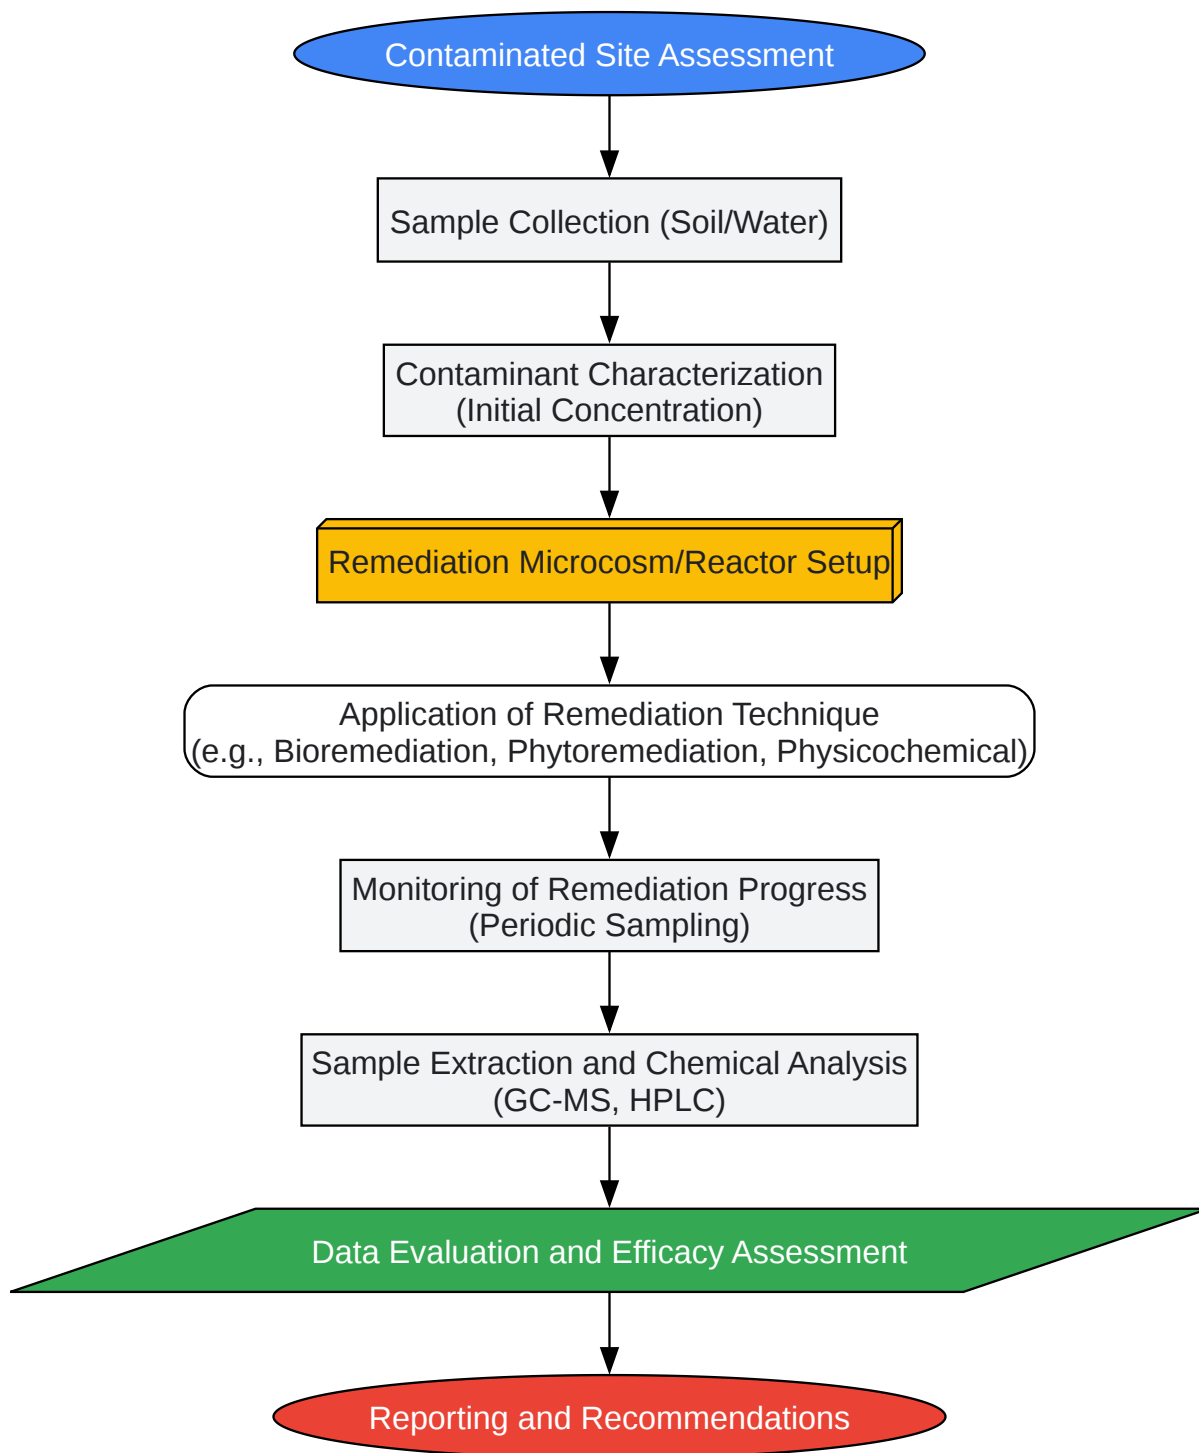 Contaminated Site Assessment
Sample Collection (Soil/Water)
Contaminant Characterization
(Initial Concentration)
Remediation Microcosm/Reactor Setup
Application of Remediation Technique
(e.g., Bioremediation, Phytoremediation, Physicochemical)
Monitoring of Remediation Progress
(Periodic Sampling)
Sample Extraction and Chemical Analysis
(GC-MS, HPLC)
Data Evaluation and Efficacy Assessment
Reporting and Recommendations